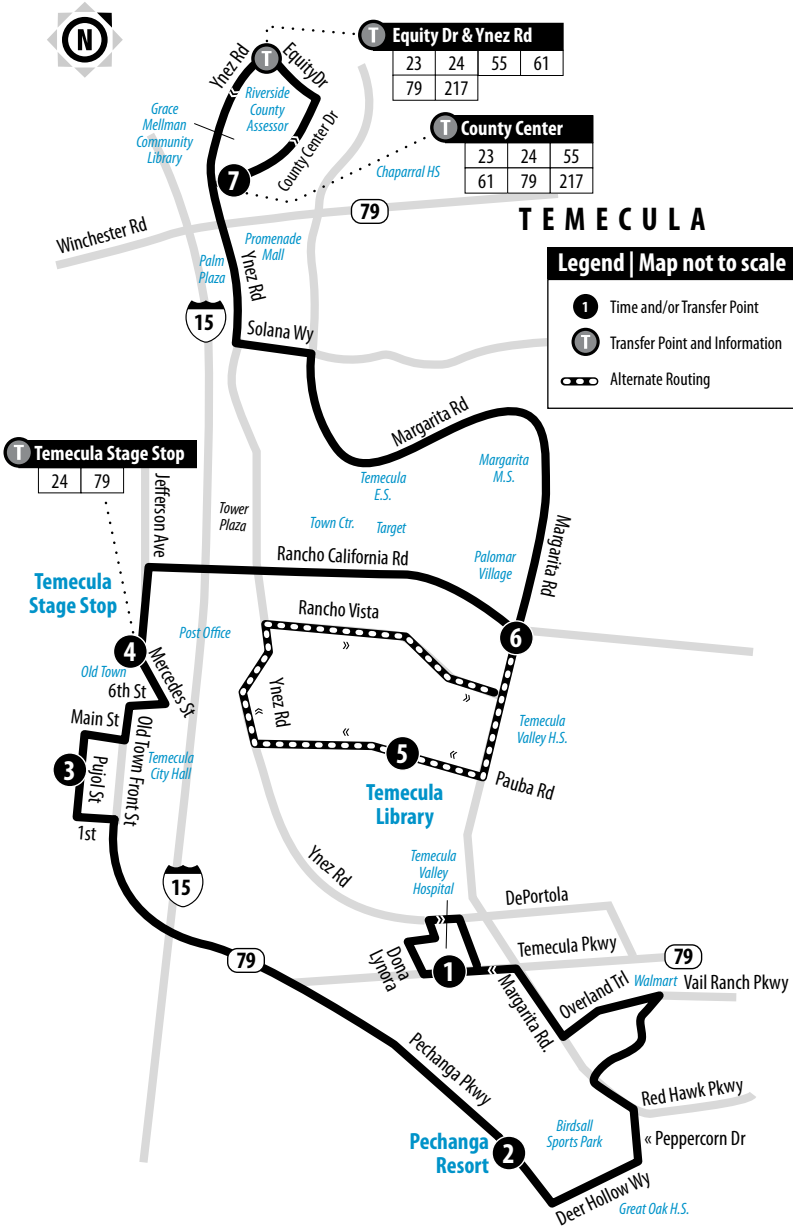 N
T Equity Dr & Ynez Rd
23 24 55 61
79 217
Ynez Rd
T
EquityDr
Riverside
County
Assessor
Grace
Mellman
Community
Library
County Center Dr
T County Center
23 24 55
61 79 217
7
Chaparral HS
79
TEMECULA
Winchester Rd
Promenade
Mall
Palm
Plaza
Ynez Rd
15
Solana Wy
Legend | Map not to scale
1 Time and/or Transfer Point
T Transfer Point and Information
Alternate Routing
Margarita Rd
T Temecula Stage Stop
24 79
Jefferson Ave
Tower
Plaza
Temecula
E.S.
Margarita
M.S.
Town Ctr.
Target
Rancho California Rd
Palomar
Village
Margarita Rd
Temecula
Stage Stop
Rancho Vista
»
6
Post Office
4
Mercedes St
Old Town
6th St
»
Ynez Rd
«
Main St
Old Town Front St
«
«
Temecula
Valley H.S.
3
Pujol St
Temecula
City Hall
5
Temecula
Library
Pauba Rd
1st
Ynez Rd
Temecula
Valley
Hospital
15
DePortola
Temecula Pkwy
79
79
Dona
Lynora
1
Margarita Rd.
Overland Trl
Walmart
Vail Ranch Pkwy
Pechanga Pkwy
Red Hawk Pkwy
Birdsall
Sports Park
« Peppercorn Dr
Pechanga
Resort
2
Deer Hollow Wy
Great Oak H.S.